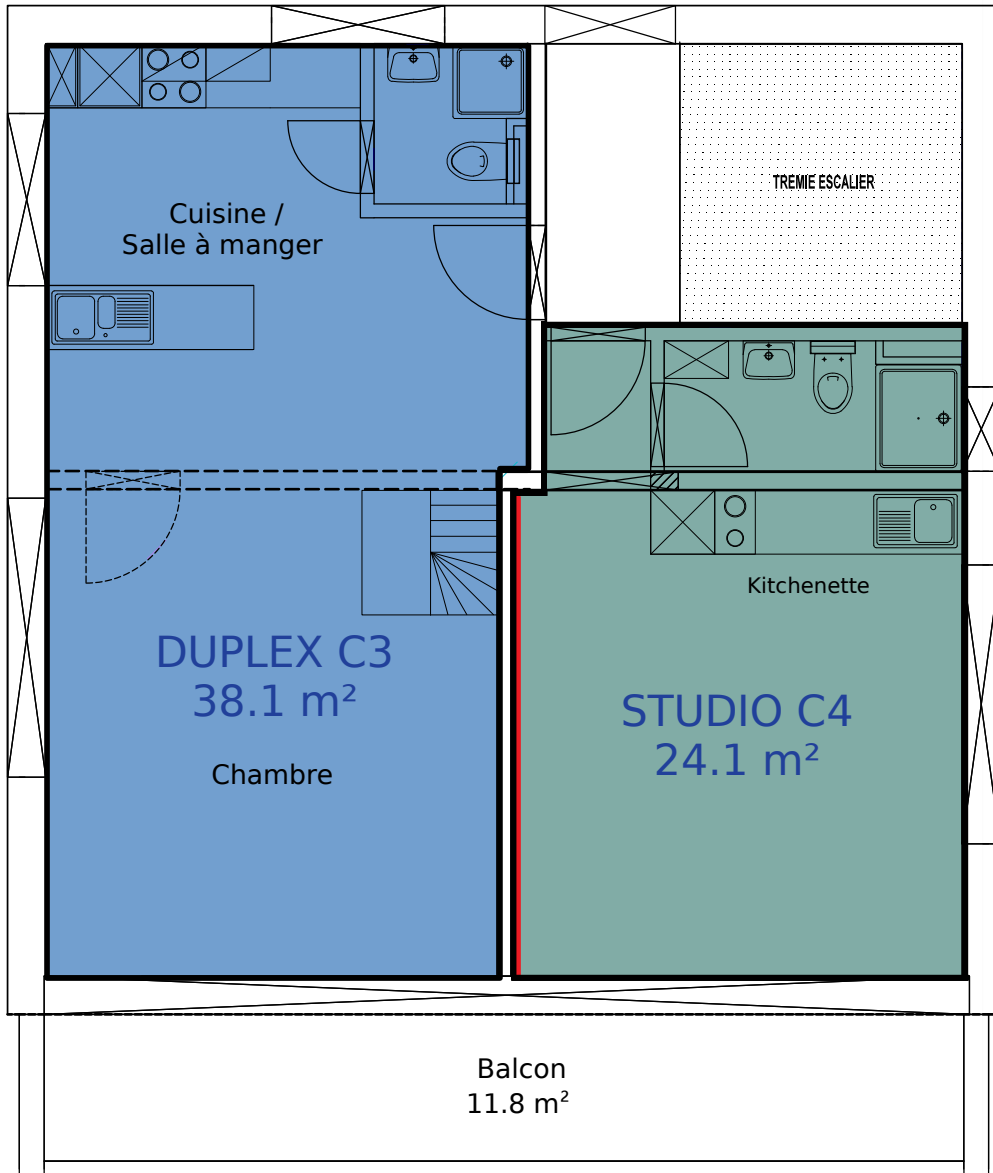 TREMIE ESCALIER
Cuisine /
Salle à manger
Kitchenette
DUPLEX C3
38.1 m²
Chambre
STUDIO C4
24.1 m²
Balcon
11.8 m²